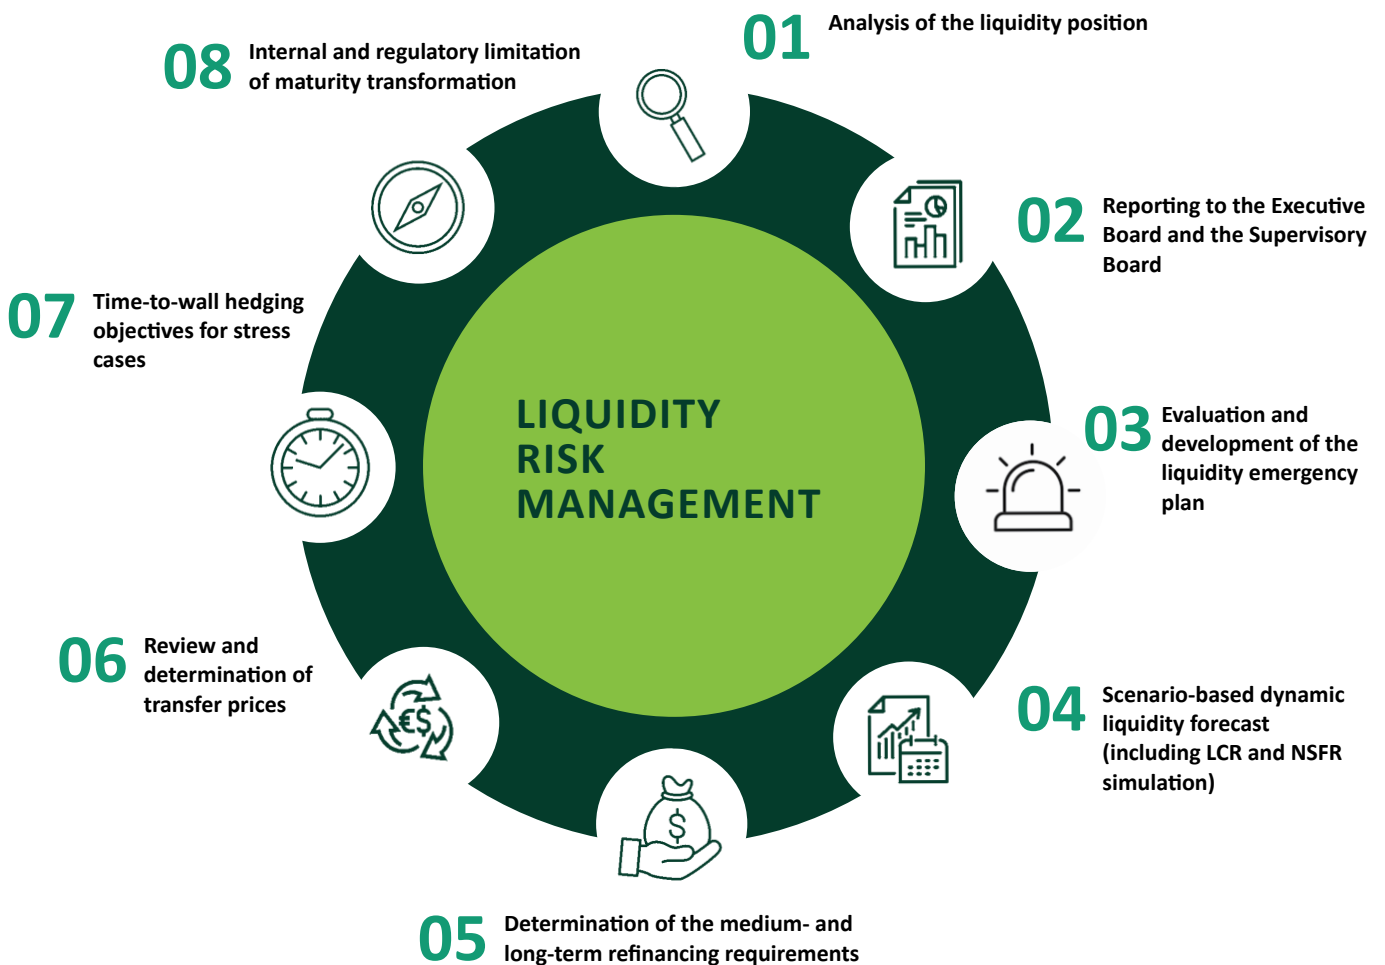 01
Analysis of the liquidity position
02
Reporting to the Executive
Board and the Supervisory
Board
03
Evaluation and
development of the
liquidity emergency
plan
04
Scenario-based dynamic
liquidity forecast
(including LCR and NSFR
simulation)
05
Determination of the medium- and
long-term refinancing requirements
06
Review and
determination of
transfer prices
07
Time-to-wall hedging
objectives for stress
cases
08
Internal and regulatory limitation
of maturity transformation
LIQUIDITY
RISK
MANAGEMENT
€$
$